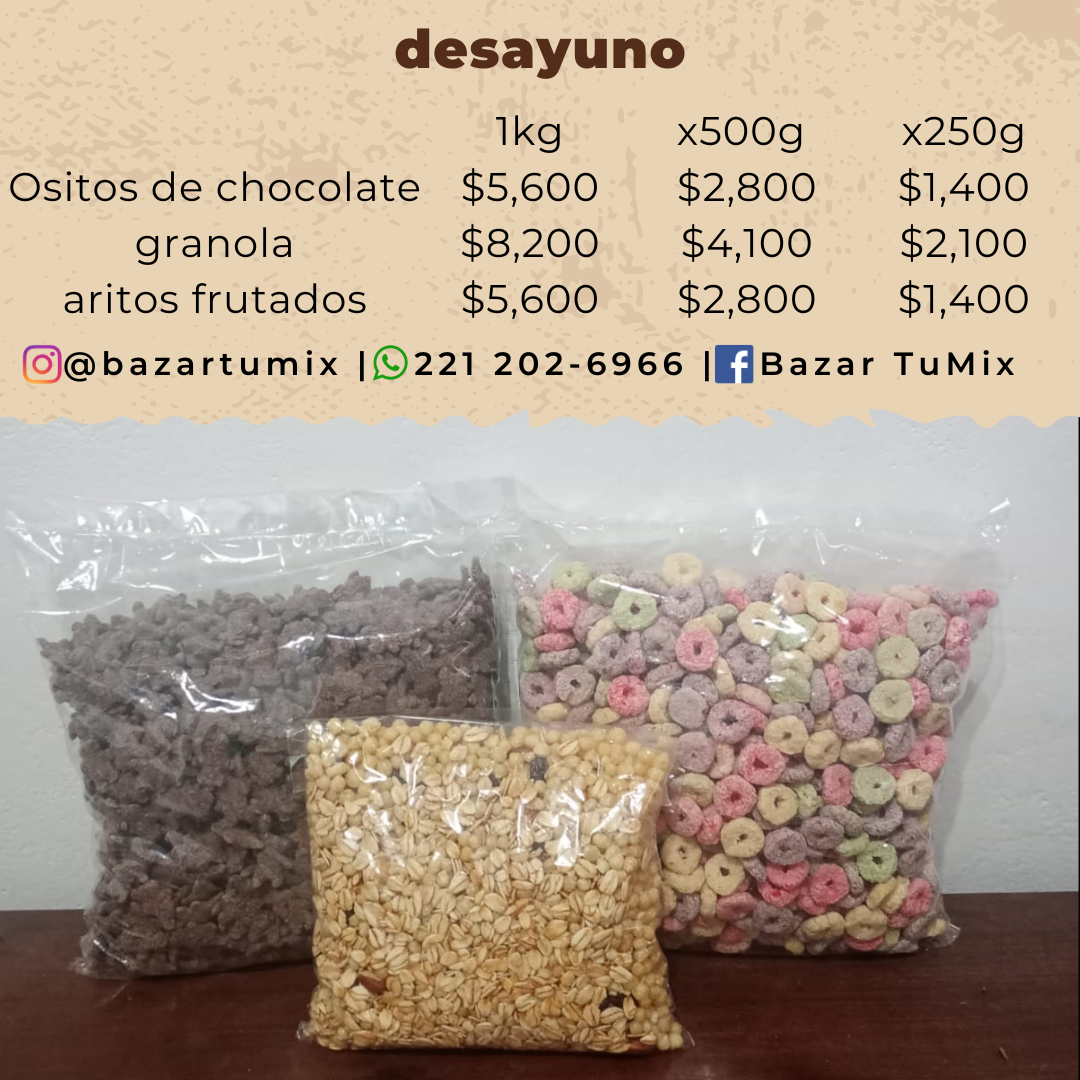 desayuno
1kg x500g x250g
Ositos de chocolate $5,600 $2,800 $1,400
granola $8,200 $4,100 $2,100
aritos frutados $5,600 $2,800 $1,400
@bazartumix | 221 202-6966 | Bazar TuMix